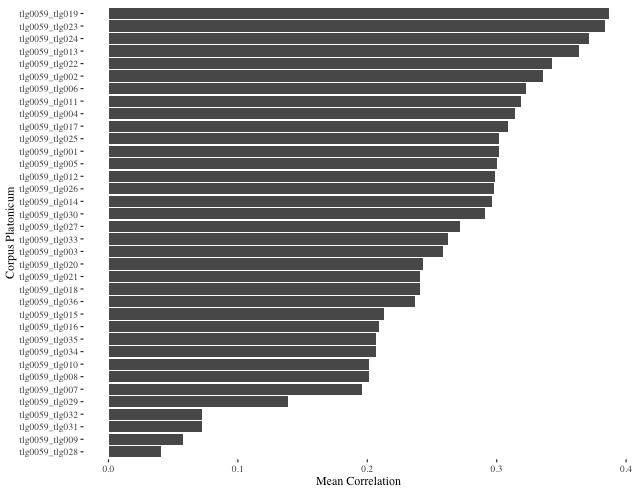 tlg0059_tlg019
tlg0059_tlg023
tlg0059_tlg024
tlg0059_tlg013
tlg0059_tlg022
tlg0059_tlg002
tlg0059_tlg006
tlg0059_tlg011
tlg0059_tlg004
tlg0059_tlg017
tlg0059_tlg025
tlg0059_tlg001
tlg0059_tlg005
tlg0059_tlg012
tlg0059_tlg026
tlg0059_tlg014
tlg0059_tlg030
tlg0059_tlg027
tlg0059_tlg033
tlg0059_tlg003
tlg0059_tlg020
tlg0059_tlg021
tlg0059_tlg018
tlg0059_tlg036
tlg0059_tlg015
tlg0059_tlg016
tlg0059_tlg035
tlg0059_tlg034
tlg0059_tlg010
tlg0059_tlg008
tlg0059_tlg007
tlg0059_tlg029
tlg0059_tlg032
tlg0059_tlg031
tlg0059_tlg009
tlg0059_tlg028
Corpus Platonicum
0.0 0.1 0.2 0.3 0.4
Mean Correlation